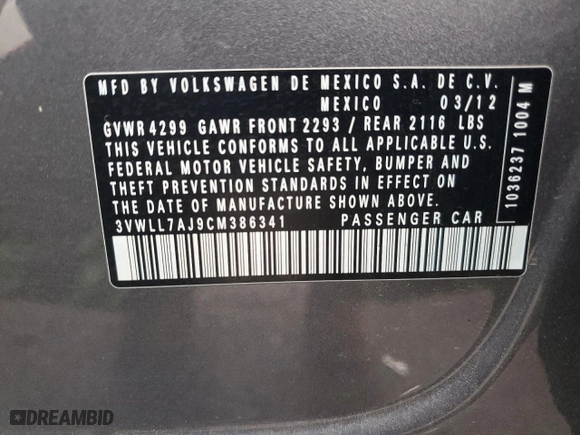 MFD BY VOLKSWAGEN DE MEXICO S.A. DE C.V.
MEXICO 03/12
GVWR 4299 GAWR FRONT 2293 / REAR 2116 LBS
THIS VEHICLE CONFORMS TO ALL APPLICABLE U.S.
FEDERAL MOTOR VEHICLE SAFETY, BUMPER AND
THEFT PREVENTION STANDARDS IN EFFECT ON
THE DATE OF MANUFACTURE SHOWN ABOVE.
3VWLL7AJ9CM386341 PASSENGER CAR
1036237 1004 M
DREAMBID